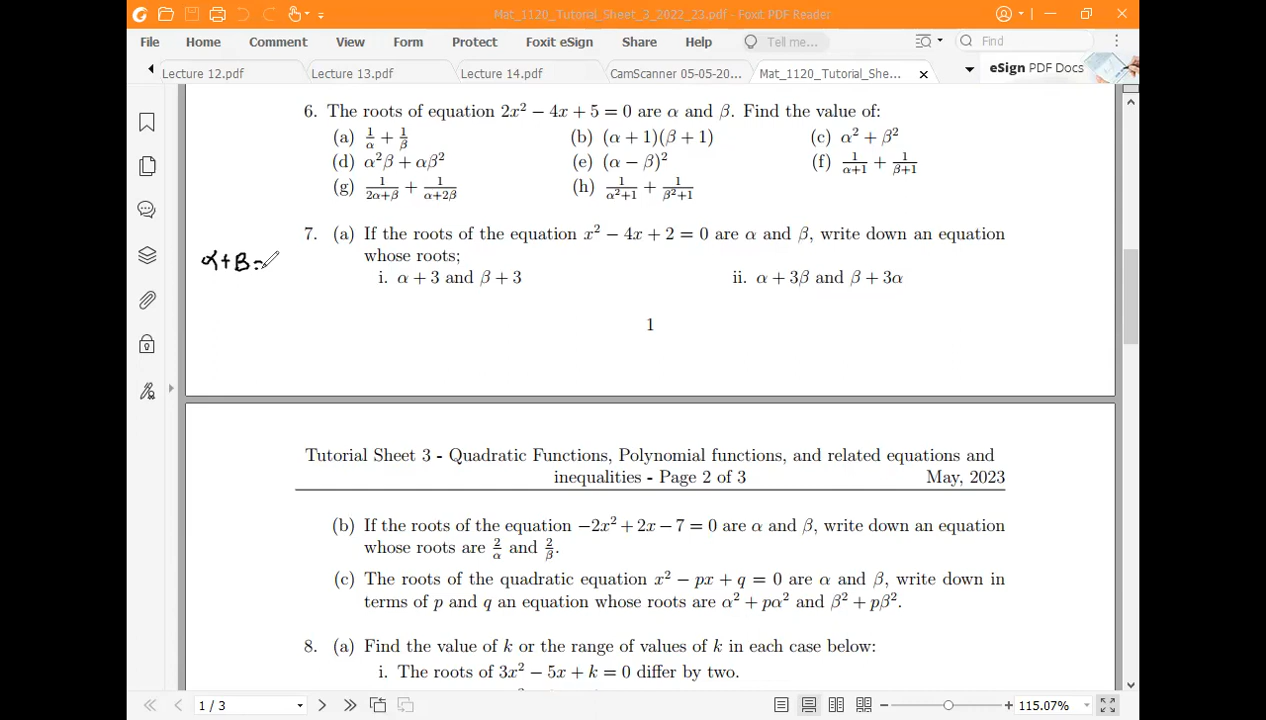 Mat_1120_Tutorial_Sheet_3_2022_23.pdf - Foxit PDF Reader
File Home Comment View Form Protect Foxit eSign Share Help Tell me... Find
Lecture 12.pdf Lecture 13.pdf Lecture 14.pdf CamScanner 05-05-20... Mat_1120_Tutorial_She... eSign PDF Docs
6. The roots of equation 2x² − 4x + 5 = 0 are α and β. Find the value of:
(a) 1/α + 1/β (b) (α + 1)(β + 1) (c) α² + β²
(d) α²β + αβ² (e) (α − β)² (f) 1/(α+1) + 1/(β+1)
(g) 1/(2α+β) + 1/(α+2β) (h) 1/(α²+1) + 1/(β²+1)
7. (a) If the roots of the equation x² − 4x + 2 = 0 are α and β, write down an equation
whose roots;
α+β=
i. α + 3 and β + 3 ii. α + 3β and β + 3α
1
Tutorial Sheet 3 - Quadratic Functions, Polynomial functions, and related equations and
inequalities - Page 2 of 3 May, 2023
(b) If the roots of the equation −2x² + 2x − 7 = 0 are α and β, write down an equation
whose roots are 2/α and 2/β.
(c) The roots of the quadratic equation x² − px + q = 0 are α and β, write down in
terms of p and q an equation whose roots are α² + pα² and β² + pβ².
8. (a) Find the value of k or the range of values of k in each case below:
i. The roots of 3x² − 5x + k = 0 differ by two.
1 / 3 115.07%